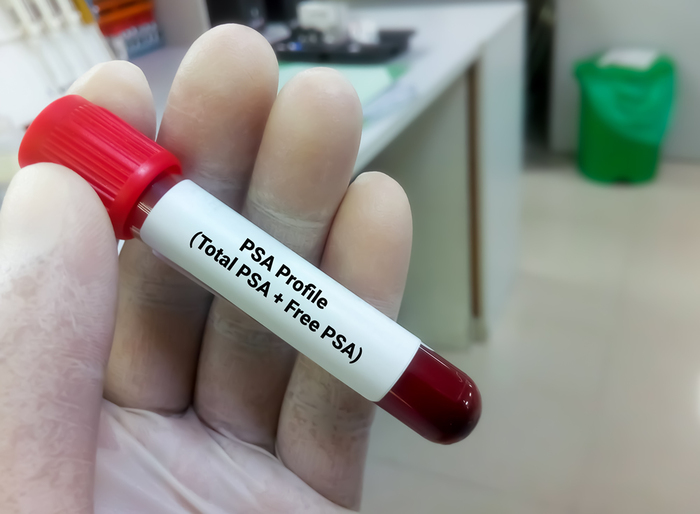 PSA Profile
(Total PSA + Free PSA)